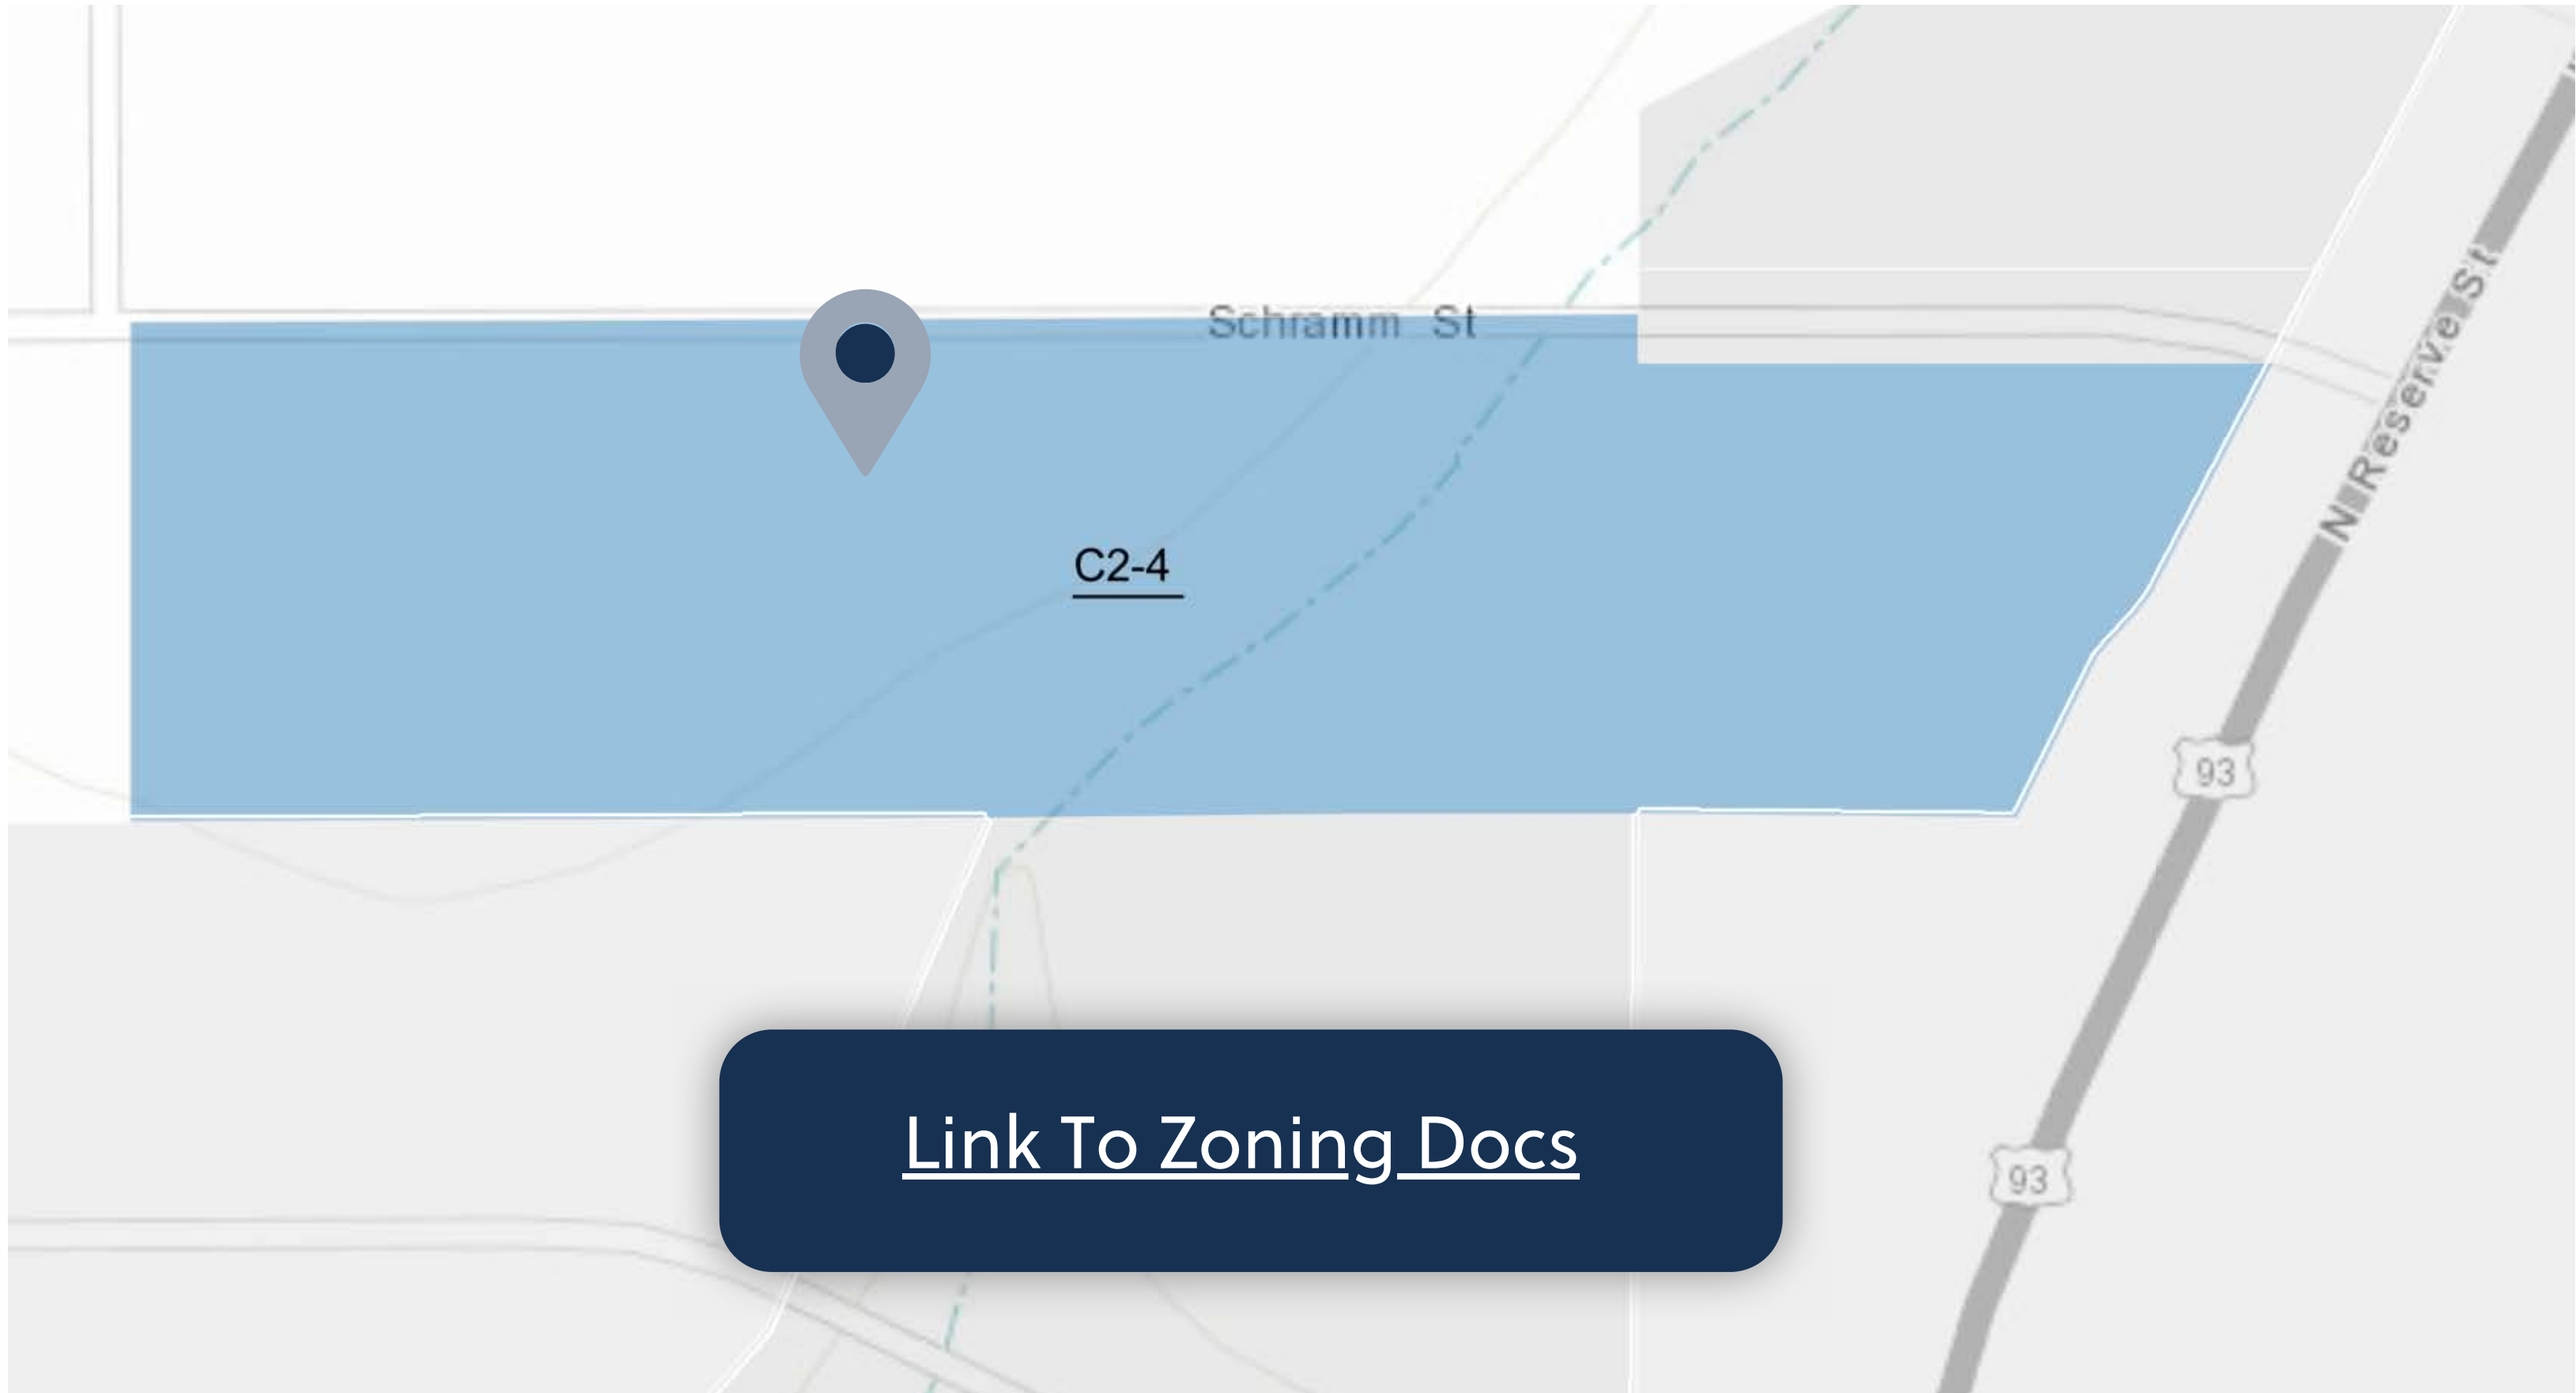 Schramm St
N Reserve St
C2-4
93
93
Link To Zoning Docs